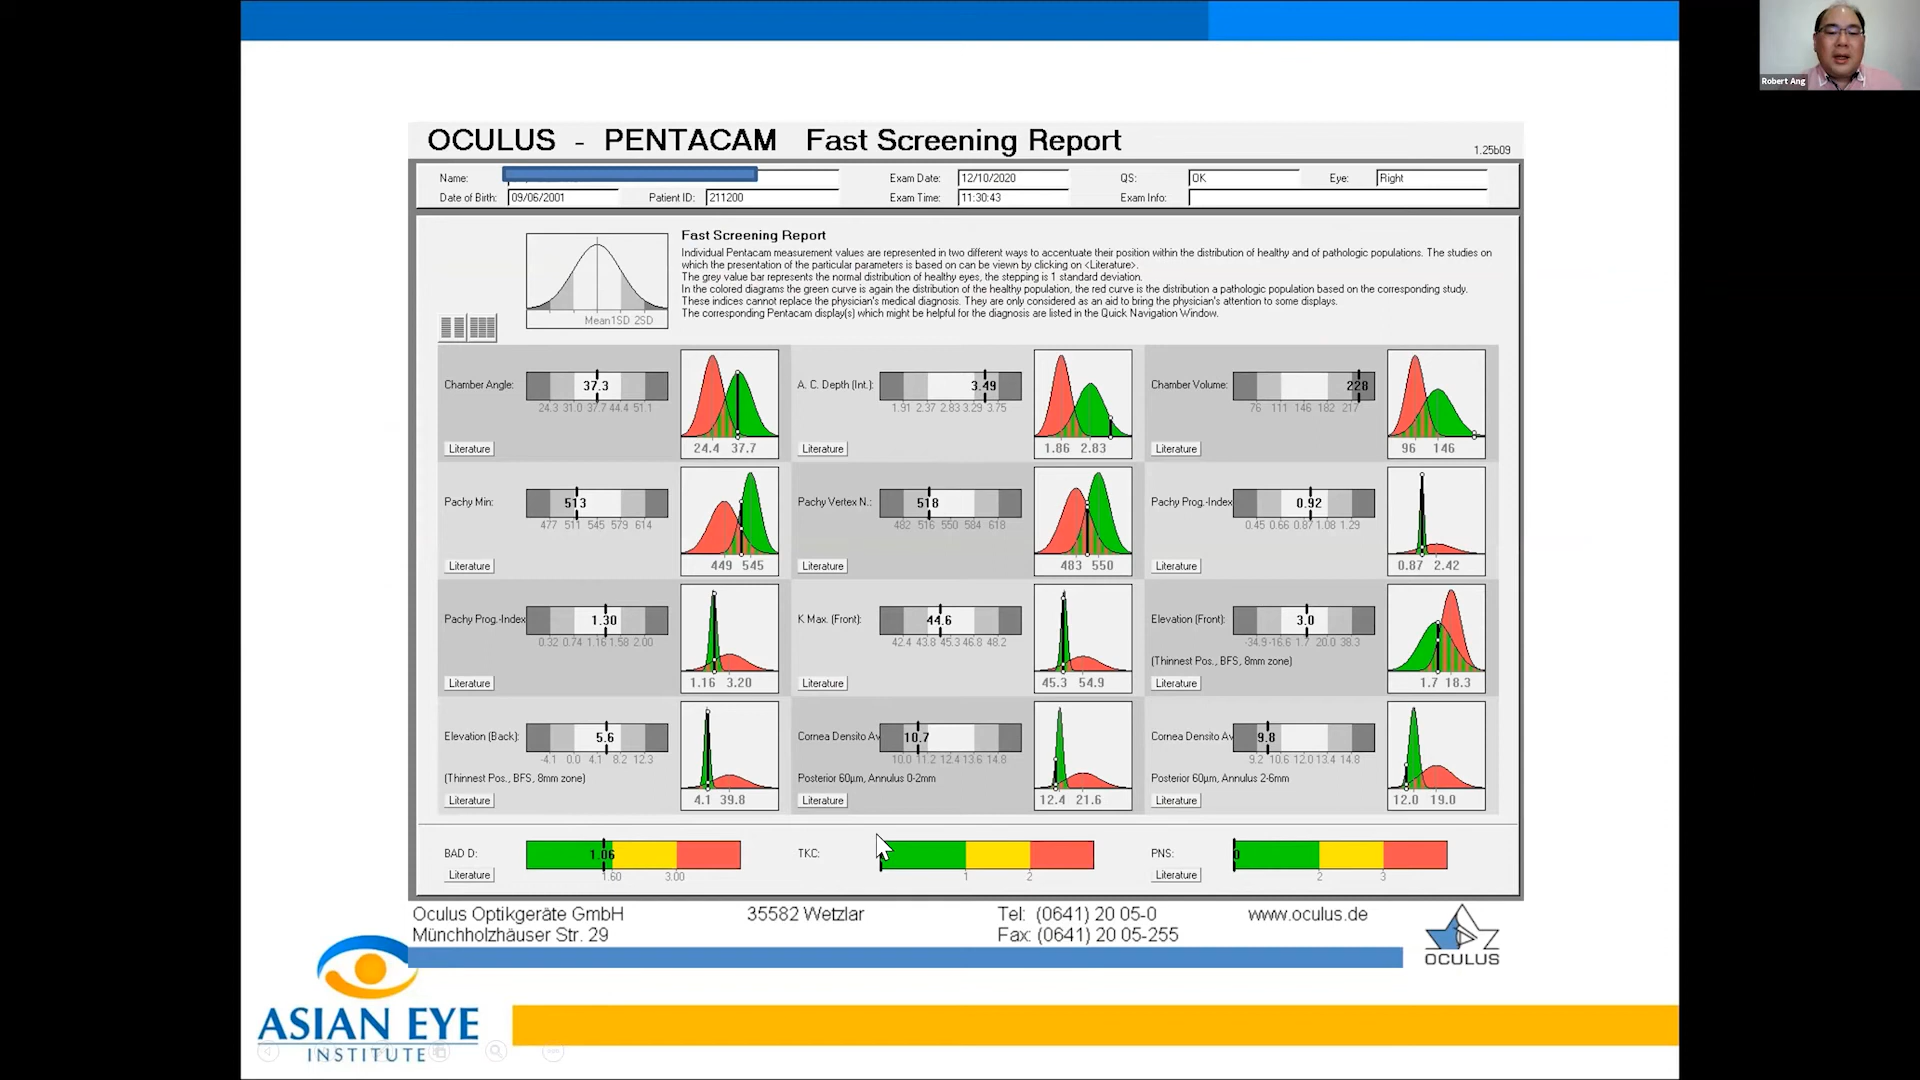 Robert Ang
OCULUS - PENTACAM Fast Screening Report
1.25b09
Name: Exam Date: 12/10/2020 QS: OK Eye: Right
Date of Birth: 09/06/2001 Patient ID: 211200 Exam Time: 11:30:43 Exam Info:
Fast Screening Report
Individual Pentacam measurement values are represented in two different ways to accentuate their position within the distribution of healthy and of pathologic populations. The studies on
which the presentation of the particular parameters is based on can be viewn by clicking on <Literature>.
The grey value bar represents the normal distribution of healthy eyes, the stepping is 1 standard deviation.
In the colored diagrams the green curve is again the distribution of the healthy population, the red curve is the distribution a pathologic population based on the corresponding study.
These indices cannot replace the physician's medical diagnosis. They are only considered as an aid to bring the physician's attention to some displays.
The corresponding Pentacam display(s) which might be helpful for the diagnosis are listed in the Quick Navigation Window.
Mean1SD 2SD
Chamber Angle: 37.3
24.3 31.0 37.7 44.4 51.1
Literature
24.4 37.7
A. C. Depth (Int.): 3.49
1.91 2.37 2.83 3.29 3.75
Literature
1.86 2.83
Chamber Volume: 228
76 111 146 182 217
Literature
96 146
Pachy Min: 513
477 511 545 579 614
Literature
449 545
Pachy Vertex N.: 518
482 516 550 584 618
Literature
483 550
Pachy Prog.-Index 0.92
0.45 0.66 0.87 1.08 1.29
Literature
0.87 2.42
Pachy Prog.-Index 1.30
0.32 0.74 1.16 1.58 2.00
Literature
1.16 3.20
K Max. (Front): 44.6
42.4 43.8 45.3 46.8 48.2
Literature
45.3 54.9
Elevation (Front): 3.0
-34.9 -16.6 1.7 20.0 38.3
(Thinnest Pos., BFS, 8mm zone)
Literature
1.7 18.3
Elevation (Back): 5.6
-4.1 0.0 4.1 8.2 12.3
(Thinnest Pos., BFS, 8mm zone)
Literature
4.1 39.8
Cornea Densito Av 10.7
10.0 11.2 12.4 13.6 14.8
Posterior 60µm, Annulus 0-2mm
Literature
12.4 21.6
Cornea Densito Av 9.8
9.2 10.6 12.0 13.4 14.8
Posterior 60µm, Annulus 2-6mm
Literature
12.0 19.0
BAD D: 1.06
1.60 3.00
Literature
TKC:
1 2
PNS: 0
2 3
Literature
Oculus Optikgeräte GmbH 35582 Wetzlar Tel: (0641) 20 05-0 www.oculus.de
Münchholzhäuser Str. 29 Fax: (0641) 20 05-255
OCULUS
ASIAN EYE
INSTITUTE